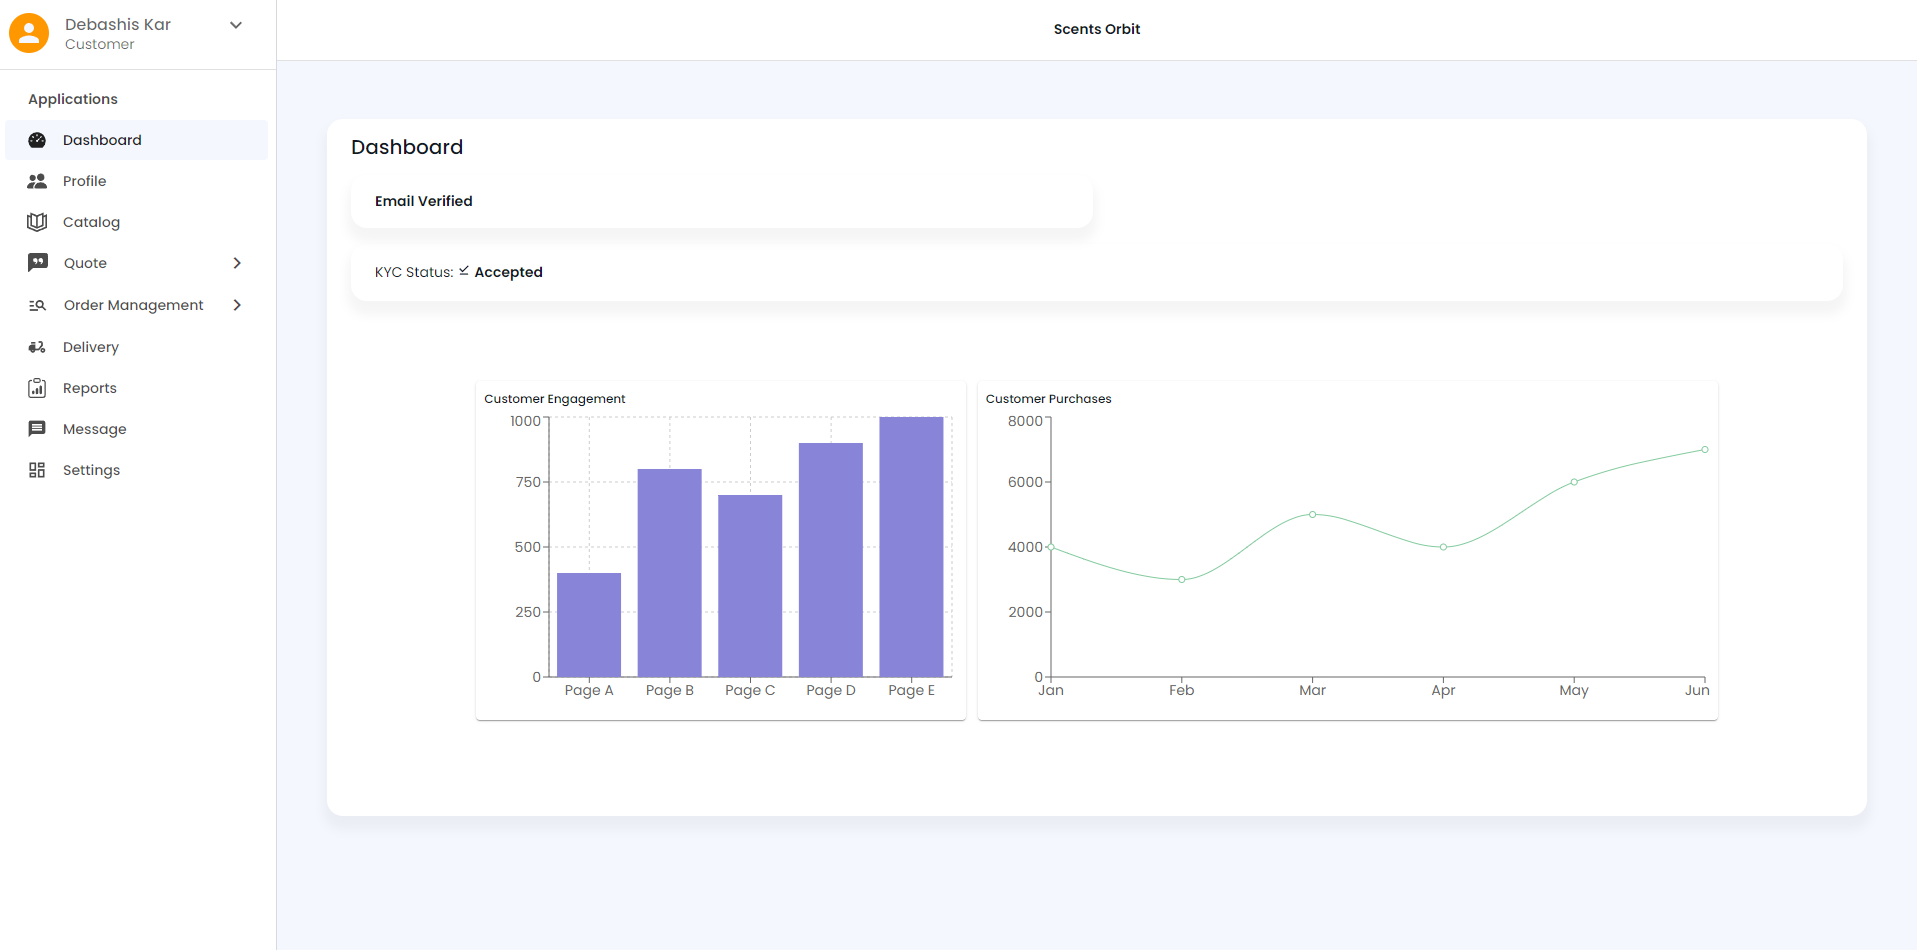 Debashis Kar
Customer
Scents Orbit
Applications
Dashboard
Profile
Catalog
Quote
Order Management
Delivery
Reports
Message
Settings
Dashboard
Email Verified
KYC Status: Accepted
Customer Engagement
1000
750
500
250
0
Page A Page B Page C Page D Page E
Customer Purchases
8000
6000
4000
2000
0
Jan Feb Mar Apr May Jun